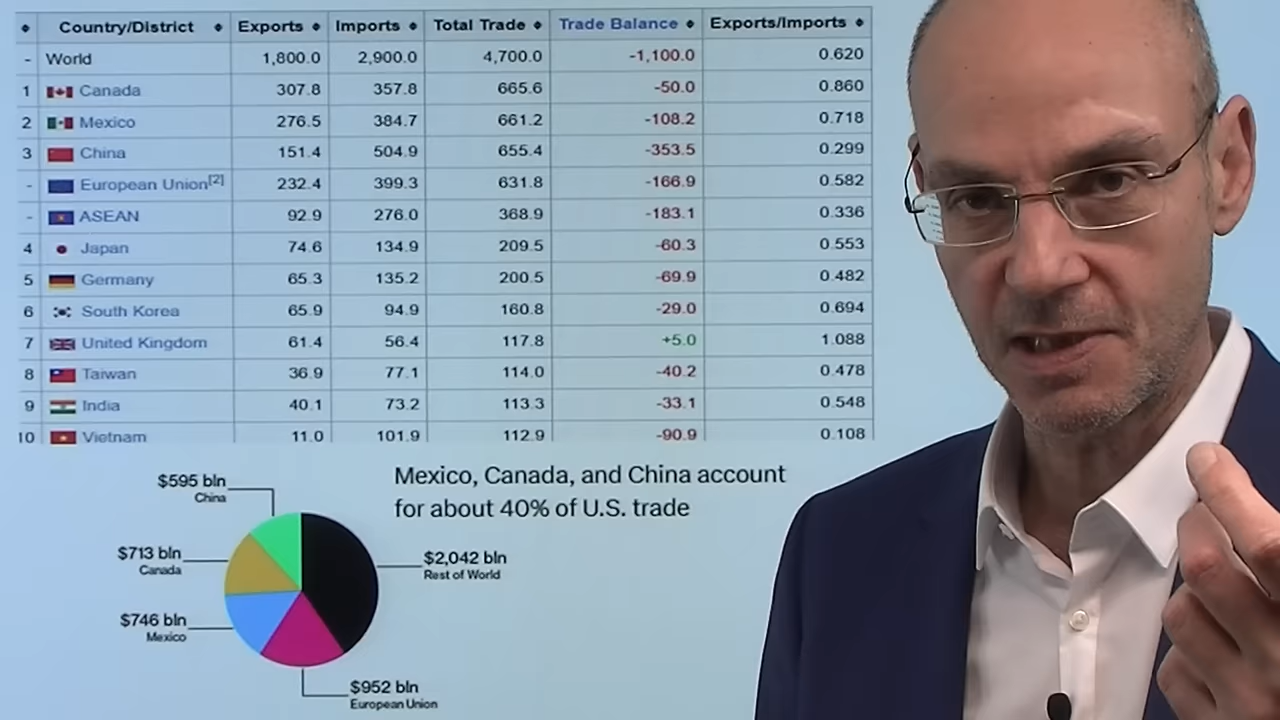 Country/District Exports Imports Total Trade Trade Balance Exports/Imports
- World 1,800.0 2,900.0 4,700.0 -1,100.0 0.620
1 Canada 307.8 357.8 665.6 -50.0 0.860
2 Mexico 276.5 384.7 661.2 -108.2 0.718
3 China 151.4 504.9 655.4 -353.5 0.299
- European Union[2] 232.4 399.3 631.8 -166.9 0.582
- ASEAN 92.9 276.0 368.9 -183.1 0.336
4 Japan 74.6 134.9 209.5 -60.3 0.553
5 Germany 65.3 135.2 200.5 -69.9 0.482
6 South Korea 65.9 94.9 160.8 -29.0 0.694
7 United Kingdom 61.4 56.4 117.8 +5.0 1.088
8 Taiwan 36.9 77.1 114.0 -40.2 0.478
9 India 40.1 73.2 113.3 -33.1 0.548
10 Vietnam 11.0 101.9 112.9 -90.9 0.108
Mexico, Canada, and China account
for about 40% of U.S. trade
$595 bln
China
$713 bln
Canada
$746 bln
Mexico
$2,042 bln
Rest of World
$952 bln
European Union